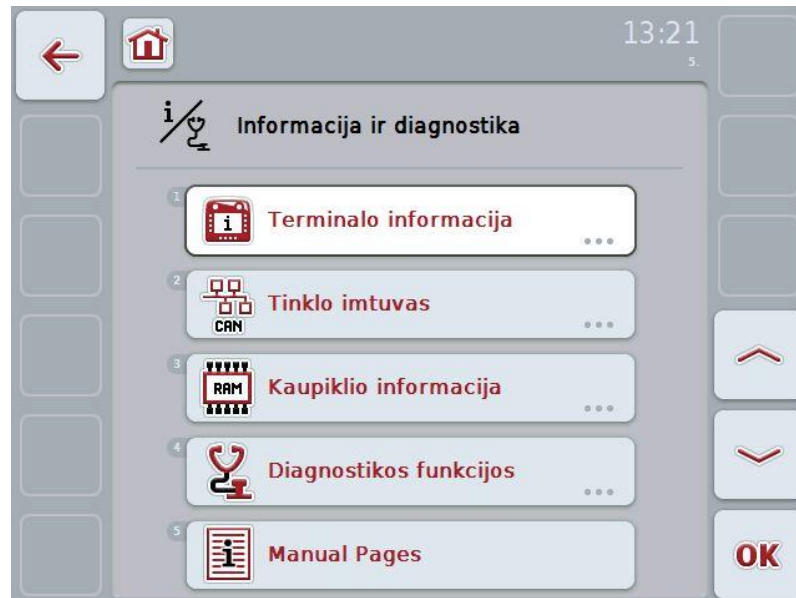 13:21
5.
Informacija ir diagnostika
1
i
Terminalo informacija
2
CAN
Tinklo imtuvas
3
RAM
Kaupiklio informacija
4
Diagnostikos funkcijos
5
i
Manual Pages
OK